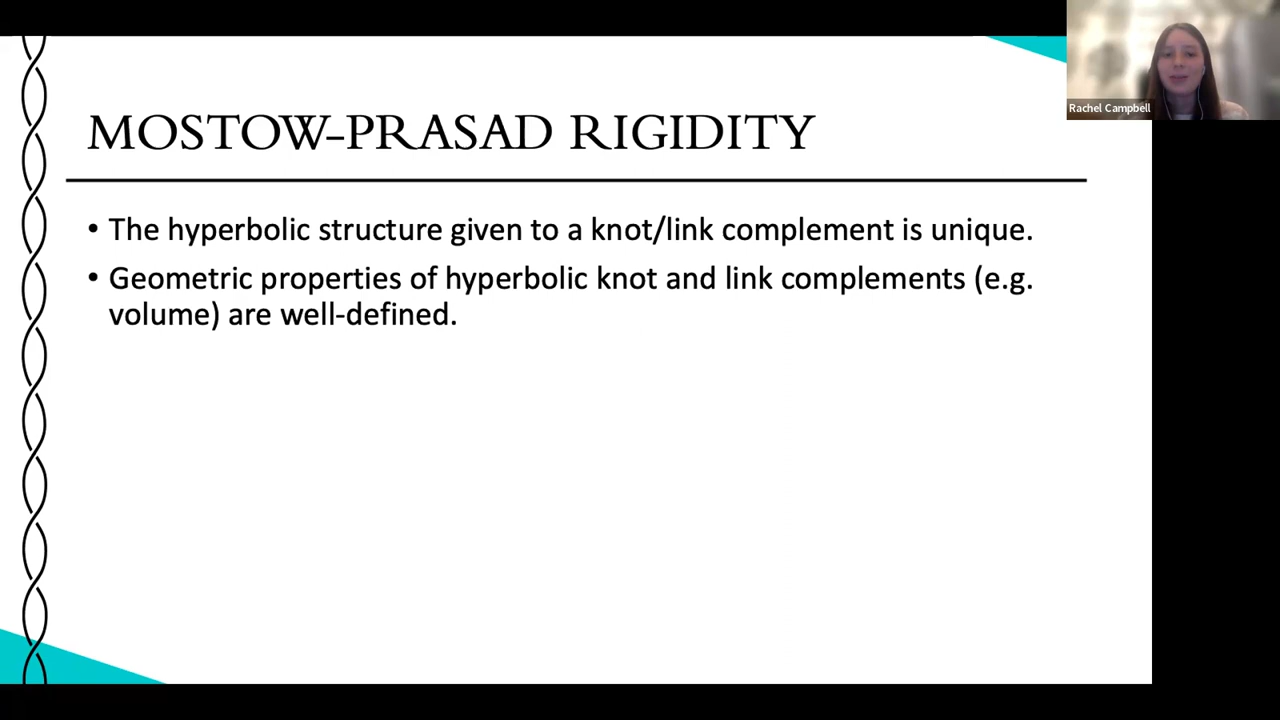 Rachel Campbell
MOSTOW-PRASAD RIGIDITY
• The hyperbolic structure given to a knot/link complement is unique.
• Geometric properties of hyperbolic knot and link complements (e.g.
volume) are well-defined.